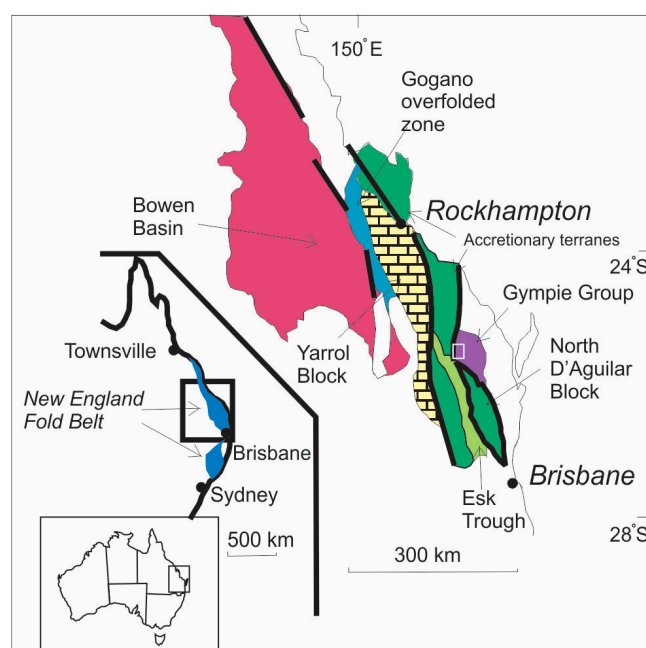 150°E
Gogano
overfolded
zone
Bowen
Basin
Rockhampton
Accretionary terranes
24°S
Gympie Group
Townsville
Yarrol
Block
North
D'Aguilar
Block
New England
Fold Belt
Brisbane
Sydney
Esk
Trough
Brisbane
500 km
300 km
28°S